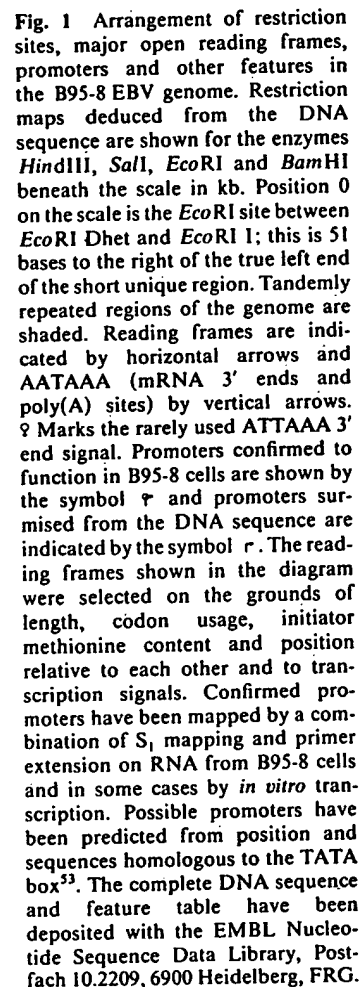 Fig. 1 Arrangement of restriction
sites, major open reading frames,
promoters and other features in
the B95-8 EBV genome. Restriction
maps deduced from the DNA
sequence are shown for the enzymes
HindIII, SalI, EcoRI and BamHI
beneath the scale in kb. Position 0
on the scale is the EcoRI site between
EcoRI Dhet and EcoRI I; this is 51
bases to the right of the true left end
of the short unique region. Tandemly
repeated regions of the genome are
shaded. Reading frames are indi-
cated by horizontal arrows and
AATAAA (mRNA 3′ ends and
poly(A) sites) by vertical arrows.
♀ Marks the rarely used ATTAAA 3′
end signal. Promoters confirmed to
function in B95-8 cells are shown by
the symbol and promoters sur-
mised from the DNA sequence are
indicated by the symbol ┌. The read-
ing frames shown in the diagram
were selected on the grounds of
length, codon usage, initiator
methionine content and position
relative to each other and to tran-
scription signals. Confirmed pro-
moters have been mapped by a com-
bination of S₁ mapping and primer
extension on RNA from B95-8 cells
and in some cases by in vitro tran-
scription. Possible promoters have
been predicted from position and
sequences homologous to the TATA
box⁵³. The complete DNA sequence
and feature table have been
deposited with the EMBL Nucleo-
tide Sequence Data Library, Post-
fach 10.2209, 6900 Heidelberg, FRG.